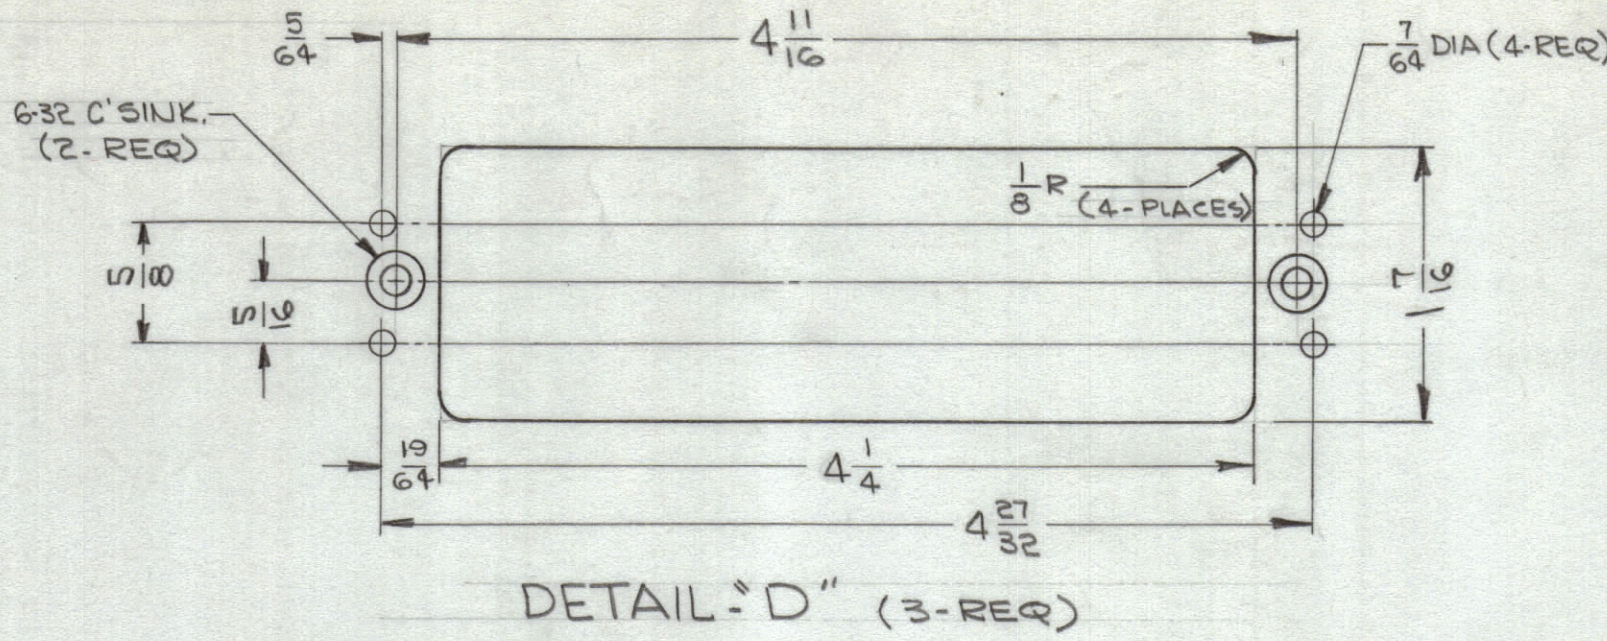 5/64
4 11/16
7/64 DIA (4-REQ)
6-32 C'SINK.
(2-REQ)
1/8 R
(4-PLACES)
5/8
5/16
1 7/16
19/64
4 1/4
4 27/32
DETAIL-"D" (3-REQ)